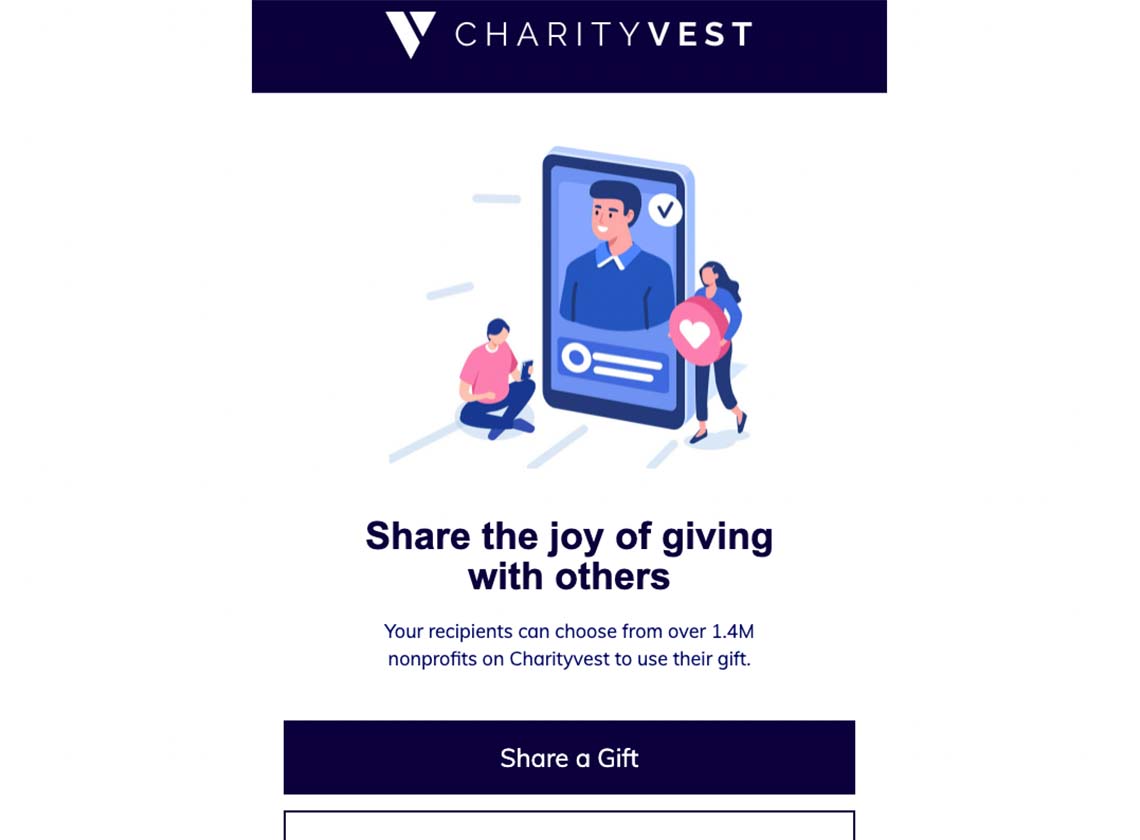 CHARITYVEST
Share the joy of giving
with others
Your recipients can choose from over 1.4M
nonprofits on Charityvest to use their gift.
Share a Gift